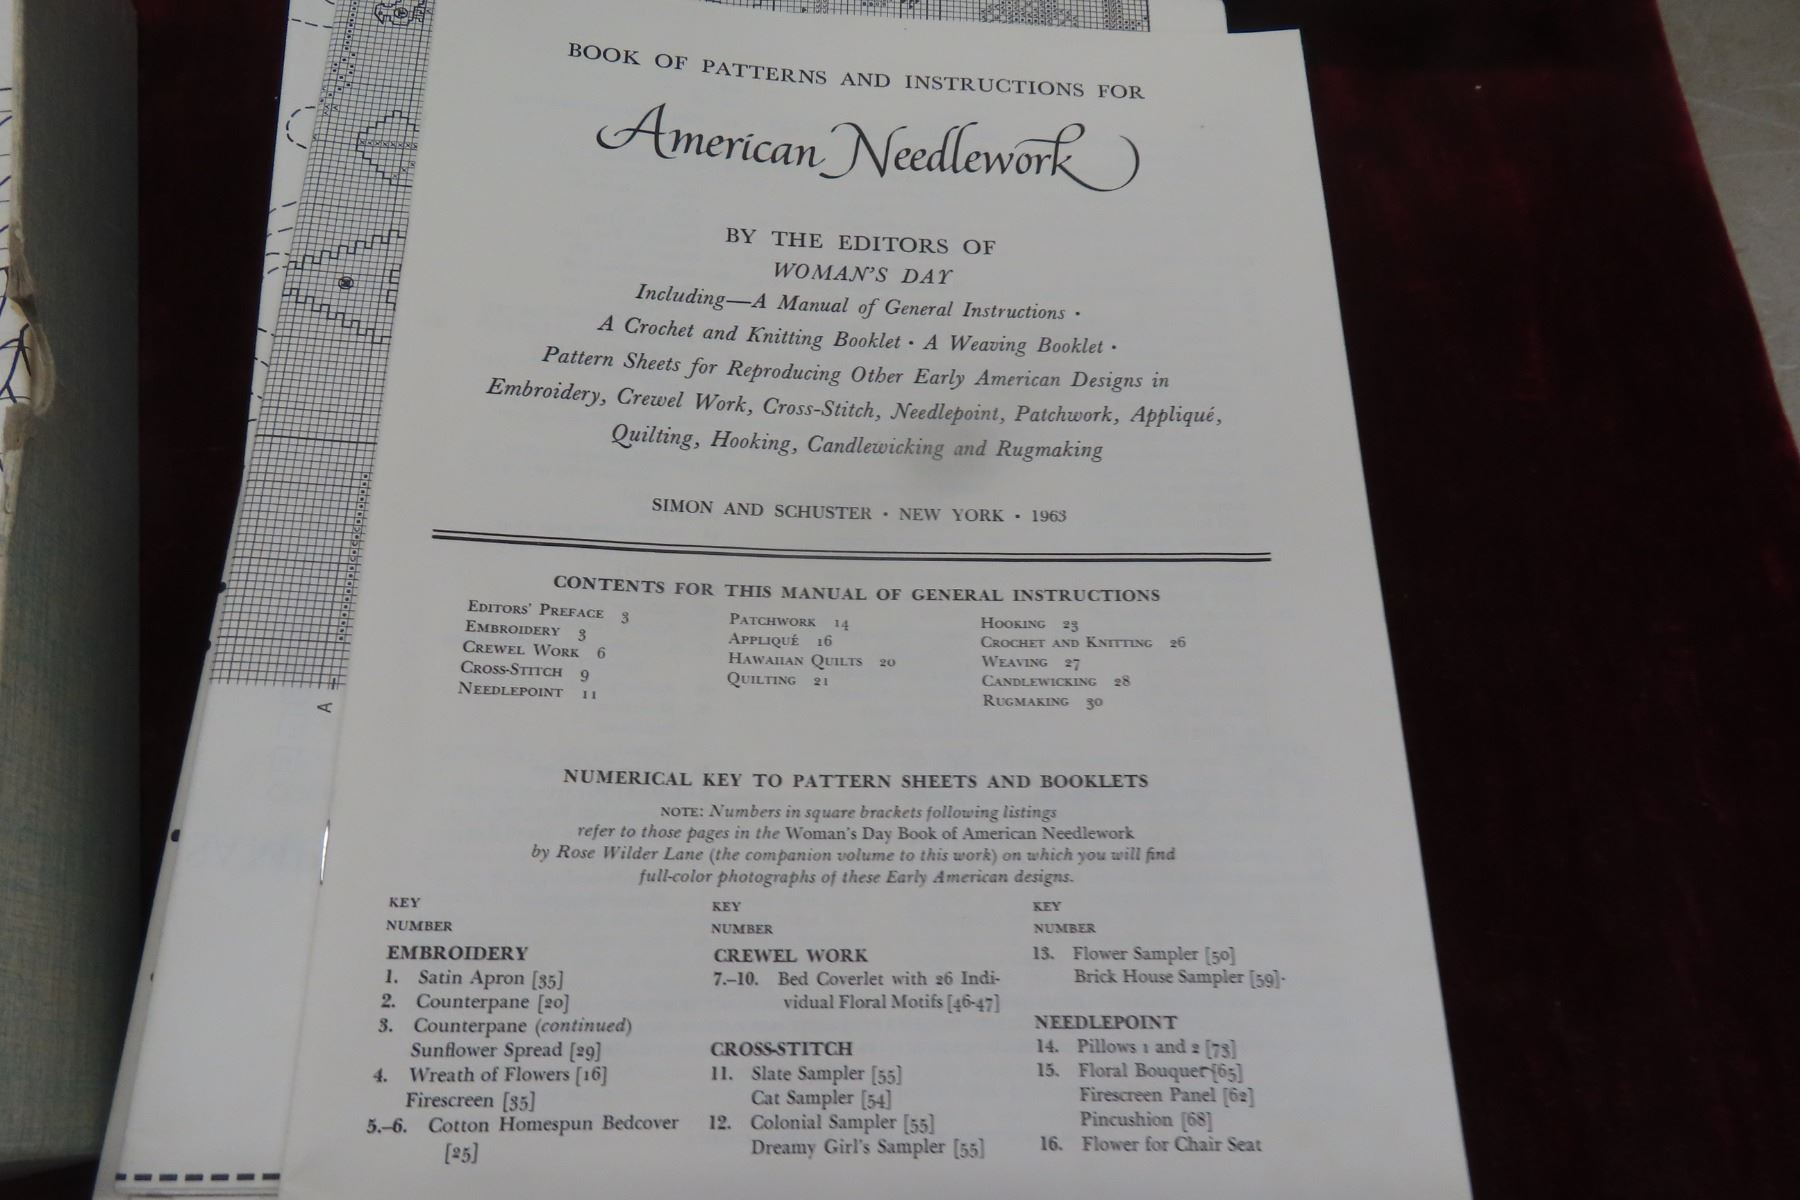 BOOK OF PATTERNS AND INSTRUCTIONS FOR
American Needlework
BY THE EDITORS OF
WOMAN'S DAY
Including—A Manual of General Instructions •
A Crochet and Knitting Booklet • A Weaving Booklet •
Pattern Sheets for Reproducing Other Early American Designs in
Embroidery, Crewel Work, Cross-Stitch, Needlepoint, Patchwork, Appliqué,
Quilting, Hooking, Candlewicking and Rugmaking
SIMON AND SCHUSTER • NEW YORK • 1963
CONTENTS FOR THIS MANUAL OF GENERAL INSTRUCTIONS
EDITORS' PREFACE 3
EMBROIDERY 3
CREWEL WORK 6
CROSS-STITCH 9
NEEDLEPOINT 11
PATCHWORK 14
APPLIQUÉ 16
HAWAIIAN QUILTS 20
QUILTING 21
HOOKING 23
CROCHET AND KNITTING 26
WEAVING 27
CANDLEWICKING 28
RUGMAKING 30
A
NUMERICAL KEY TO PATTERN SHEETS AND BOOKLETS
NOTE: Numbers in square brackets following listings
refer to those pages in the Woman's Day Book of American Needlework
by Rose Wilder Lane (the companion volume to this work) on which you will find
full-color photographs of these Early American designs.
KEY
NUMBER
EMBROIDERY
1. Satin Apron [35]
2. Counterpane [20]
3. Counterpane (continued)
Sunflower Spread [29]
4. Wreath of Flowers [16]
Firescreen [35]
5.–6. Cotton Homespun Bedcover
[25]
KEY
NUMBER
CREWEL WORK
7.–10. Bed Coverlet with 26 Indi-
vidual Floral Motifs [46-47]
CROSS-STITCH
11. Slate Sampler [55]
Cat Sampler [54]
12. Colonial Sampler [55]
Dreamy Girl's Sampler [55]
KEY
NUMBER
13. Flower Sampler [50]
Brick House Sampler [59]
NEEDLEPOINT
14. Pillows 1 and 2 [73]
15. Floral Bouquet [65]
Firescreen Panel [62]
Pincushion [68]
16. Flower for Chair Seat